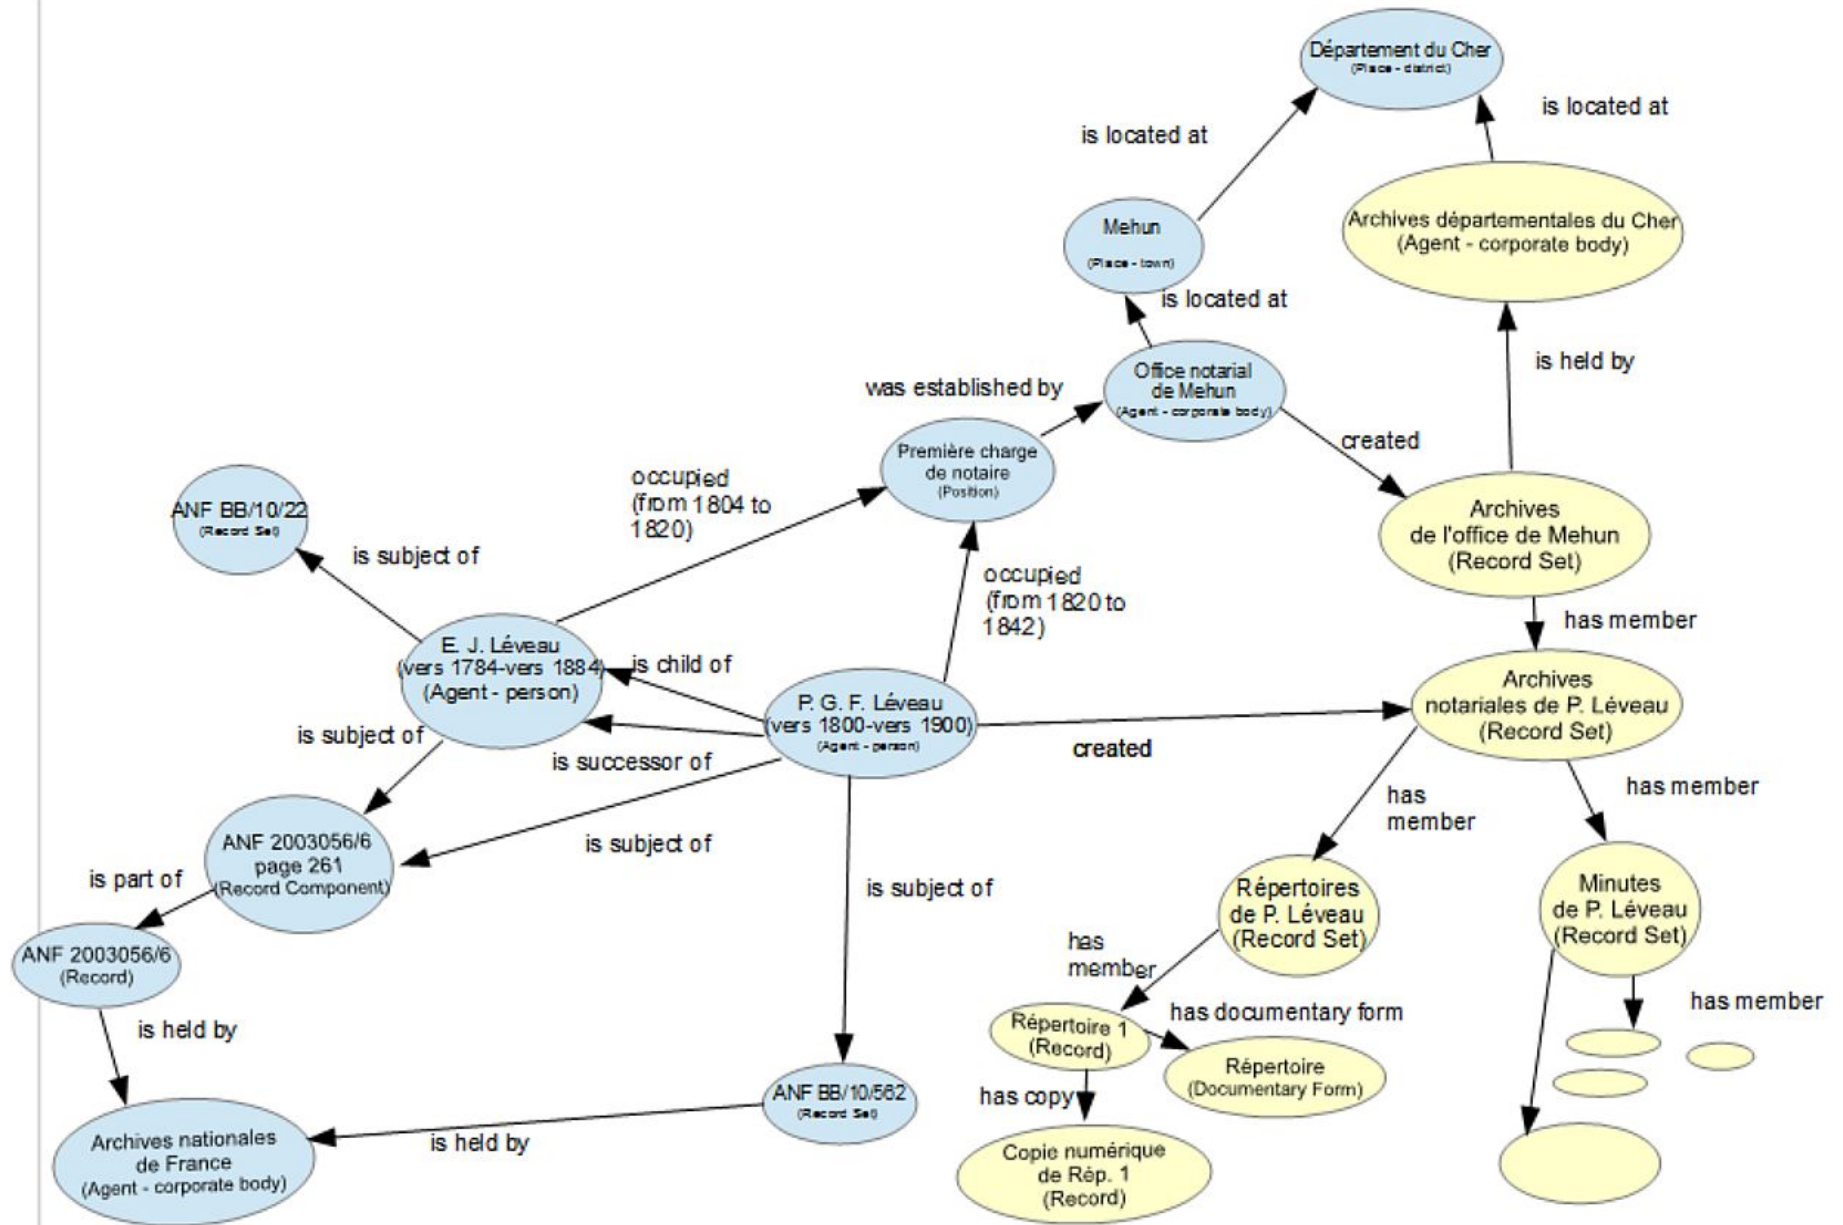 Département du Cher
(Place - district)
is located at
is located at
Archives départementales du Cher
(Agent - corporate body)
Mehun
(Place - town)
is located at
is held by
Office notarial
de Mehun
(Agent - corporate body)
was established by
created
Première charge
de notaire
(Position)
occupied
(from 1804 to
1820)
ANF BB/10/22
(Record Set)
is subject of
Archives
de l'office de Mehun
(Record Set)
occupied
(from 1820 to
1842)
has member
E. J. Léveau
(vers 1784-vers 1884)
(Agent - person)
is child of
P. G. F. Léveau
(vers 1800-vers 1900)
(Agent - person)
Archives
notariales de P. Léveau
(Record Set)
is subject of
is successor of
created
has member
has
member
is subject of
ANF 2003056/6
page 261
(Record Component)
is part of
is subject of
Répertoires
de P. Léveau
(Record Set)
Minutes
de P. Léveau
(Record Set)
ANF 2003056/6
(Record)
has
member
has member
has documentary form
is held by
Répertoire 1
(Record)
Répertoire
(Documentary Form)
has copy
ANF BB/10/562
(Record Set)
is held by
Archives nationales
de France
(Agent - corporate body)
Copie numérique
de Rép. 1
(Record)